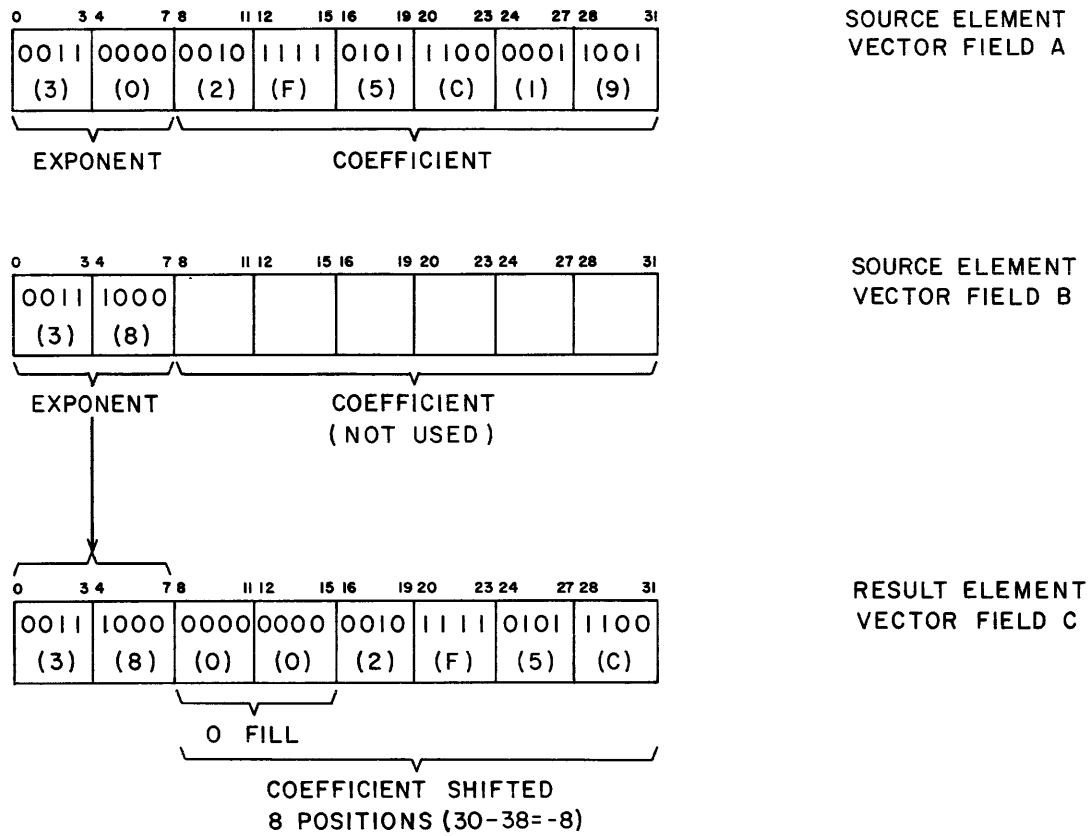 0 3 4 7 8 11 12 15 16 19 20 23 24 27 28 31
0011 0000 0010 1111 0101 1100 0001 1001
(3) (0) (2) (F) (5) (C) (1) (9)
EXPONENT COEFFICIENT
SOURCE ELEMENT
VECTOR FIELD A
0 3 4 7 8 11 12 15 16 19 20 23 24 27 28 31
0011 1000
(3) (8)
EXPONENT COEFFICIENT
(NOT USED)
SOURCE ELEMENT
VECTOR FIELD B
0 3 4 7 8 11 12 15 16 19 20 23 24 27 28 31
0011 1000 0000 0000 0010 1111 0101 1100
(3) (8) (0) (0) (2) (F) (5) (C)
RESULT ELEMENT
VECTOR FIELD C
0 FILL
COEFFICIENT SHIFTED
8 POSITIONS (30-38=-8)